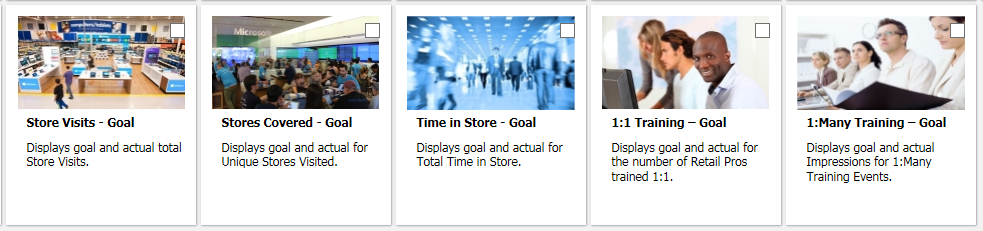 Microsoft
Store Visits - Goal
Displays goal and actual total
Store Visits.
Stores Covered - Goal
Displays goal and actual for
Unique Stores Visited.
Time in Store - Goal
Displays goal and actual for
Total Time in Store.
1:1 Training – Goal
Displays goal and actual for
the number of Retail Pros
trained 1:1.
1:Many Training – Goal
Displays goal and actual
Impressions for 1:Many
Training Events.